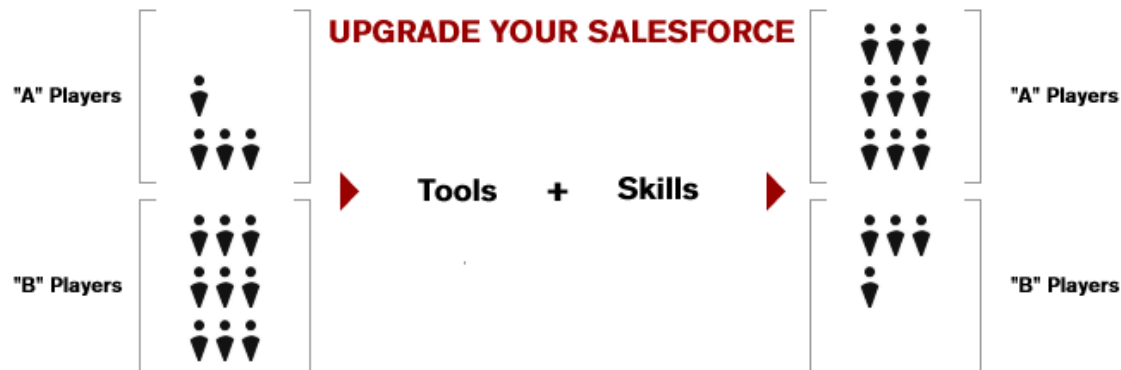 UPGRADE YOUR SALESFORCE
"A" Players
"A" Players
Tools + Skills
"B" Players
"B" Players